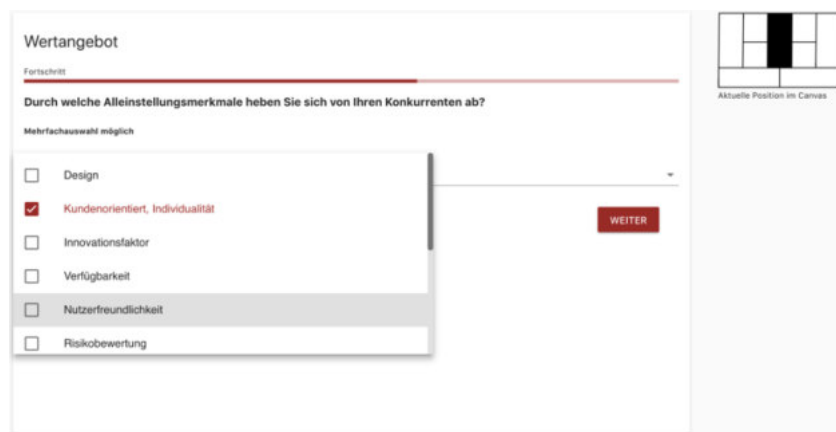 Wertangebot
Fortschritt
Durch welche Alleinstellungsmerkmale heben Sie sich von Ihren Konkurrenten ab?
Mehrfachauswahl möglich
Design
Kundenorientiert, Individualität
Innovationsfaktor
Verfügbarkeit
Nutzerfreundlichkeit
Risikobewertung
WEITER
Aktuelle Position im Canvas